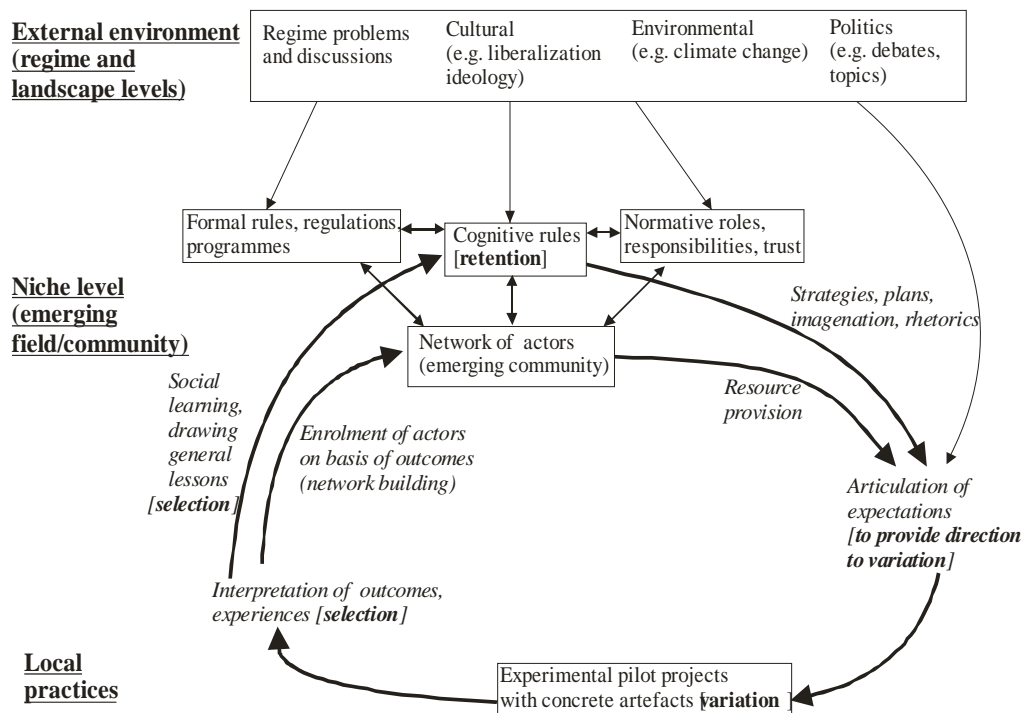 External environment
(regime and
landscape levels)
Regime problems
and discussions
Cultural
(e.g. liberalization
ideology)
Environmental
(e.g. climate change)
Politics
(e.g. debates,
topics)
Formal rules, regulations,
programmes
Cognitive rules
[retention]
Normative roles,
responsibilities, trust
Niche level
(emerging
field/community)
Strategies, plans,
imagenation, rhetorics
Network of actors
(emerging community)
Social
learning,
drawing
general
lessons
[selection]
Enrolment of actors
on basis of outcomes
(network building)
Resource
provision
Articulation of
expectations
[to provide direction
to variation]
Interpretation of outcomes,
experiences [selection]
Local
practices
Experimental pilot projects
with concrete artefacts [variation ]